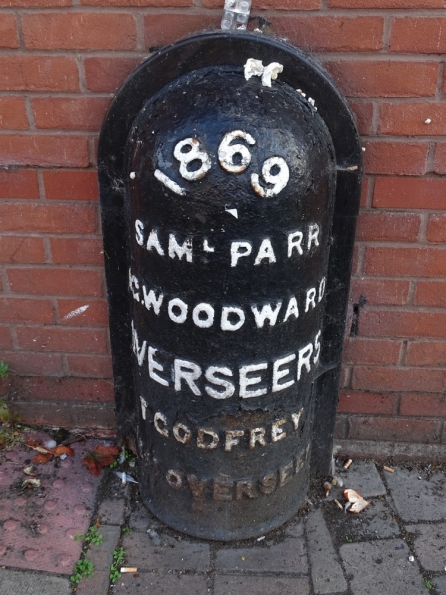 1869
SAML PARR
C. WOODWARD
OVERSEERS
T GODFREY
OVERSEER